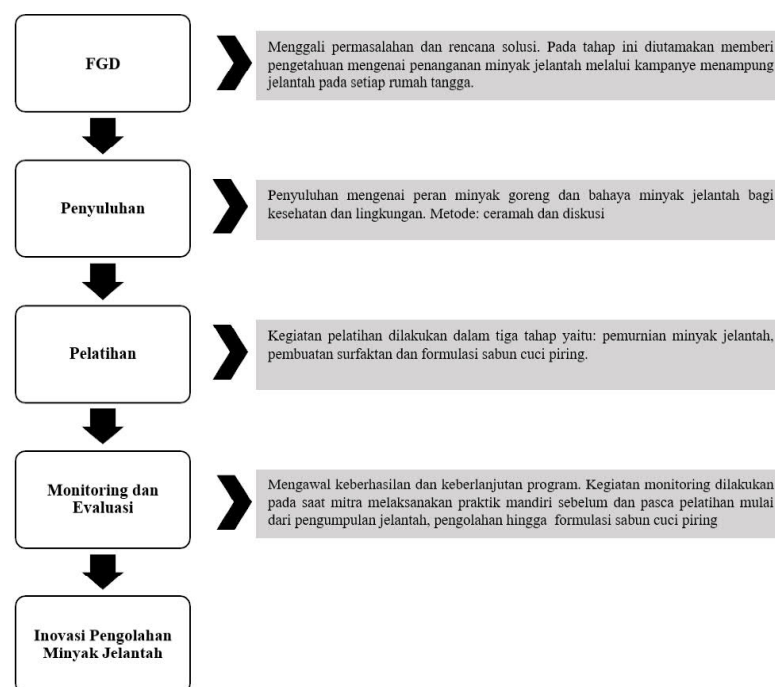 FGD
Menggali permasalahan dan rencana solusi. Pada tahap ini diutamakan memberi
pengetahuan mengenai penanganan minyak jelantah melalui kampanye menampung
jelantah pada setiap rumah tangga.
Penyuluhan
Penyuluhan mengenai peran minyak goreng dan bahaya minyak jelantah bagi
kesehatan dan lingkungan. Metode: ceramah dan diskusi
Pelatihan
Kegiatan pelatihan dilakukan dalam tiga tahap yaitu: pemurnian minyak jelantah,
pembuatan surfaktan dan formulasi sabun cuci piring.
Monitoring dan
Evaluasi
Mengawal keberhasilan dan keberlanjutan program. Kegiatan monitoring dilakukan
pada saat mitra melaksanakan praktik mandiri sebelum dan pasca pelatihan mulai
dari pengumpulan jelantah, pengolahan hingga formulasi sabun cuci piring
Inovasi Pengolahan
Minyak Jelantah